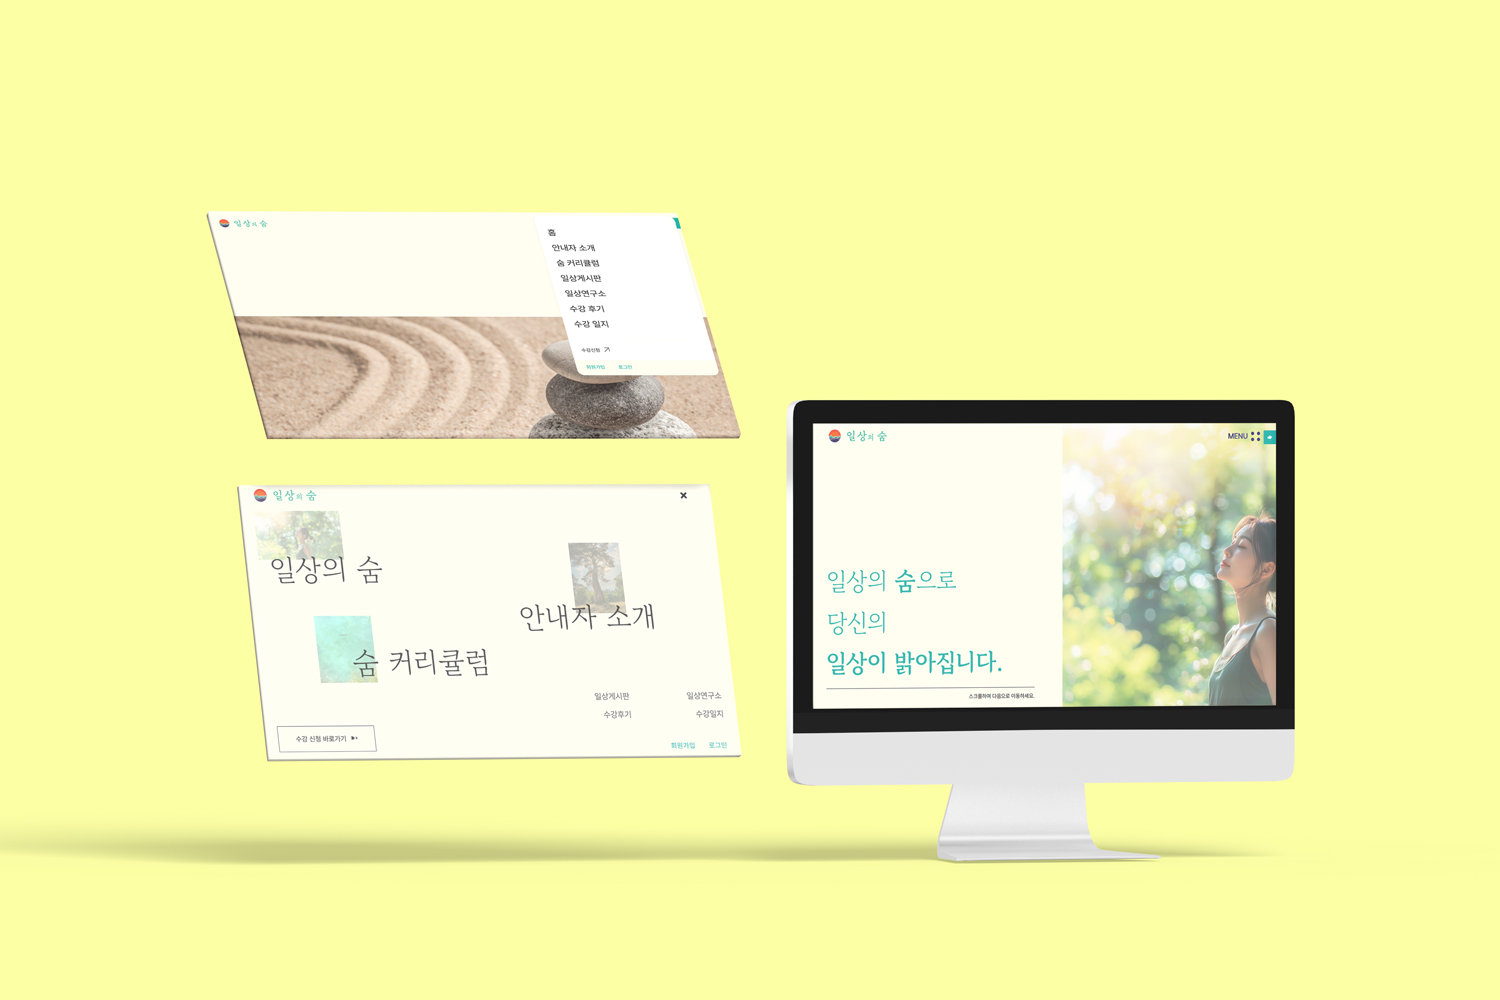 일상의 숨
홈
안내자 소개
숨 커리큘럼
일상게시판
일상연구소
수강 후기
수강 일지
수강신청
회원가입
로그인
일상의 숨
일상의 숨
안내자 소개
숨 커리큘럼
일상게시판
일상연구소
수강후기
수강일지
수강 신청 바로가기
회원가입
로그인
일상의 숨
MENU
일상의 숨으로
당신의
일상이 밝아집니다.
스크롤하여 다음으로 이동하세요.